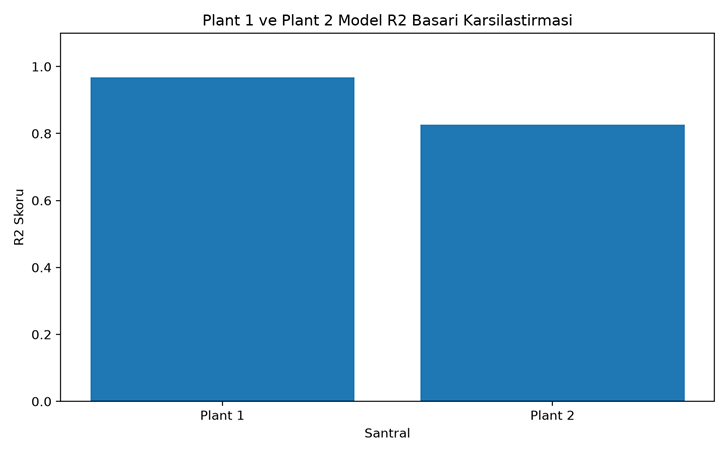 Plant 1 ve Plant 2 Model R2 Basari Karsilastirmasi
R2 Skoru
1.0
0.8
0.6
0.4
0.2
0.0
Plant 1
Plant 2
Santral